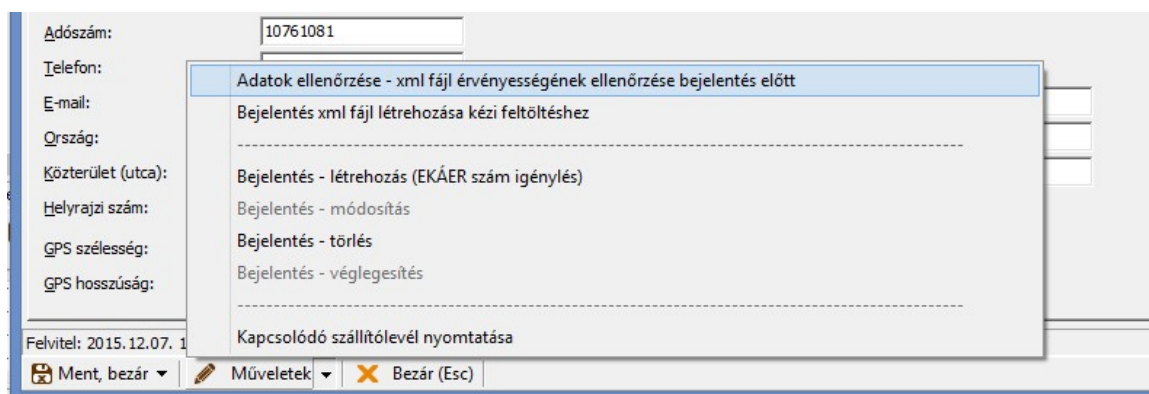 Adószám:
10761081
Telefon:
E-mail:
Ország:
Közterület (utca):
Helyrajzi szám:
GPS szélesség:
GPS hosszúság:
Adatok ellenőrzése - xml fájl érvényességének ellenőrzése bejelentés előtt
Bejelentés xml fájl létrehozása kézi feltöltéshez
Bejelentés - létrehozás (EKÁER szám igénylés)
Bejelentés - módosítás
Bejelentés - törlés
Bejelentés - véglegesítés
Kapcsolódó szállítólevél nyomtatása
Felvitel: 2015.12.07. 1
Ment, bezár
Műveletek
Bezár (Esc)